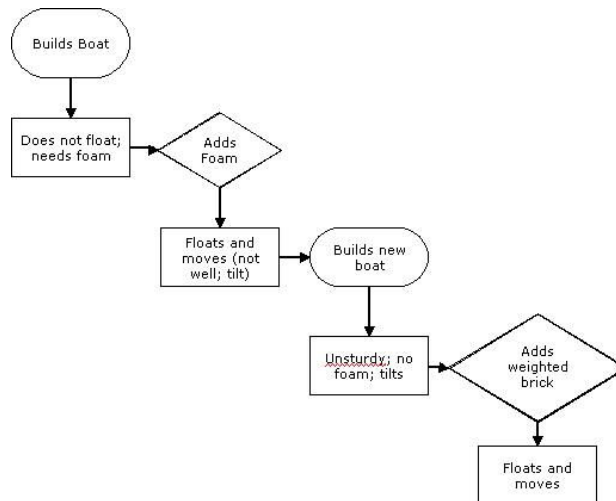 Builds Boat
Does not float;
needs foam
Adds
Foam
Floats and
moves (not
well; tilt)
Builds new
boat
Unsturdy; no
foam; tilts
Adds
weighted
brick
Floats and
moves